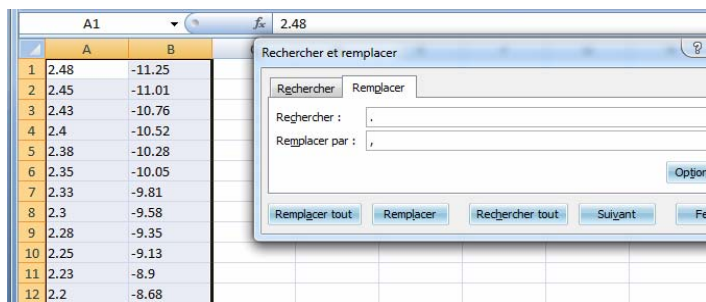 A1 fx 2.48
A B
1 2.48 -11.25
2 2.45 -11.01
3 2.43 -10.76
4 2.4 -10.52
5 2.38 -10.28
6 2.35 -10.05
7 2.33 -9.81
8 2.3 -9.58
9 2.28 -9.35
10 2.25 -9.13
11 2.23 -8.9
12 2.2 -8.68
Rechercher et remplacer ?
Rechercher Remplacer
Rechercher : .
Remplacer par : ,
Option
Remplacer tout Remplacer Rechercher tout Suivant Fe